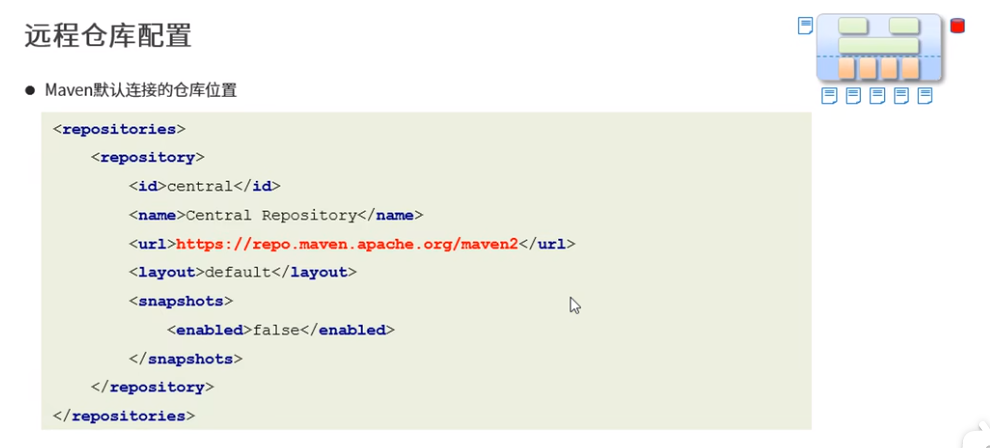 远程仓库配置
● Maven默认连接的仓库位置
<repositories>
    <repository>
        <id>central</id>
        <name>Central Repository</name>
        <url>https://repo.maven.apache.org/maven2</url>
        <layout>default</layout>
        <snapshots>
            <enabled>false</enabled>
        </snapshots>
    </repository>
</repositories>